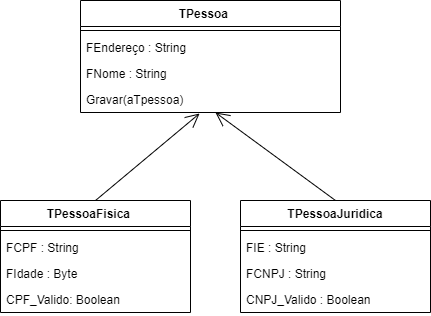 TPessoa
FEndereço : String
FNome : String
Gravar(aTpessoa)
TPessoaFisica
FCPF : String
FIdade : Byte
CPF_Valido: Boolean
TPessoaJuridica
FIE : String
FCNPJ : String
CNPJ_Valido : Boolean